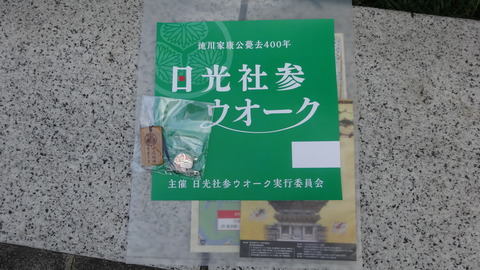 徳川家康公薨去400年
日光社参
ウオーク
主催 日光社参ウオーク実行委員会